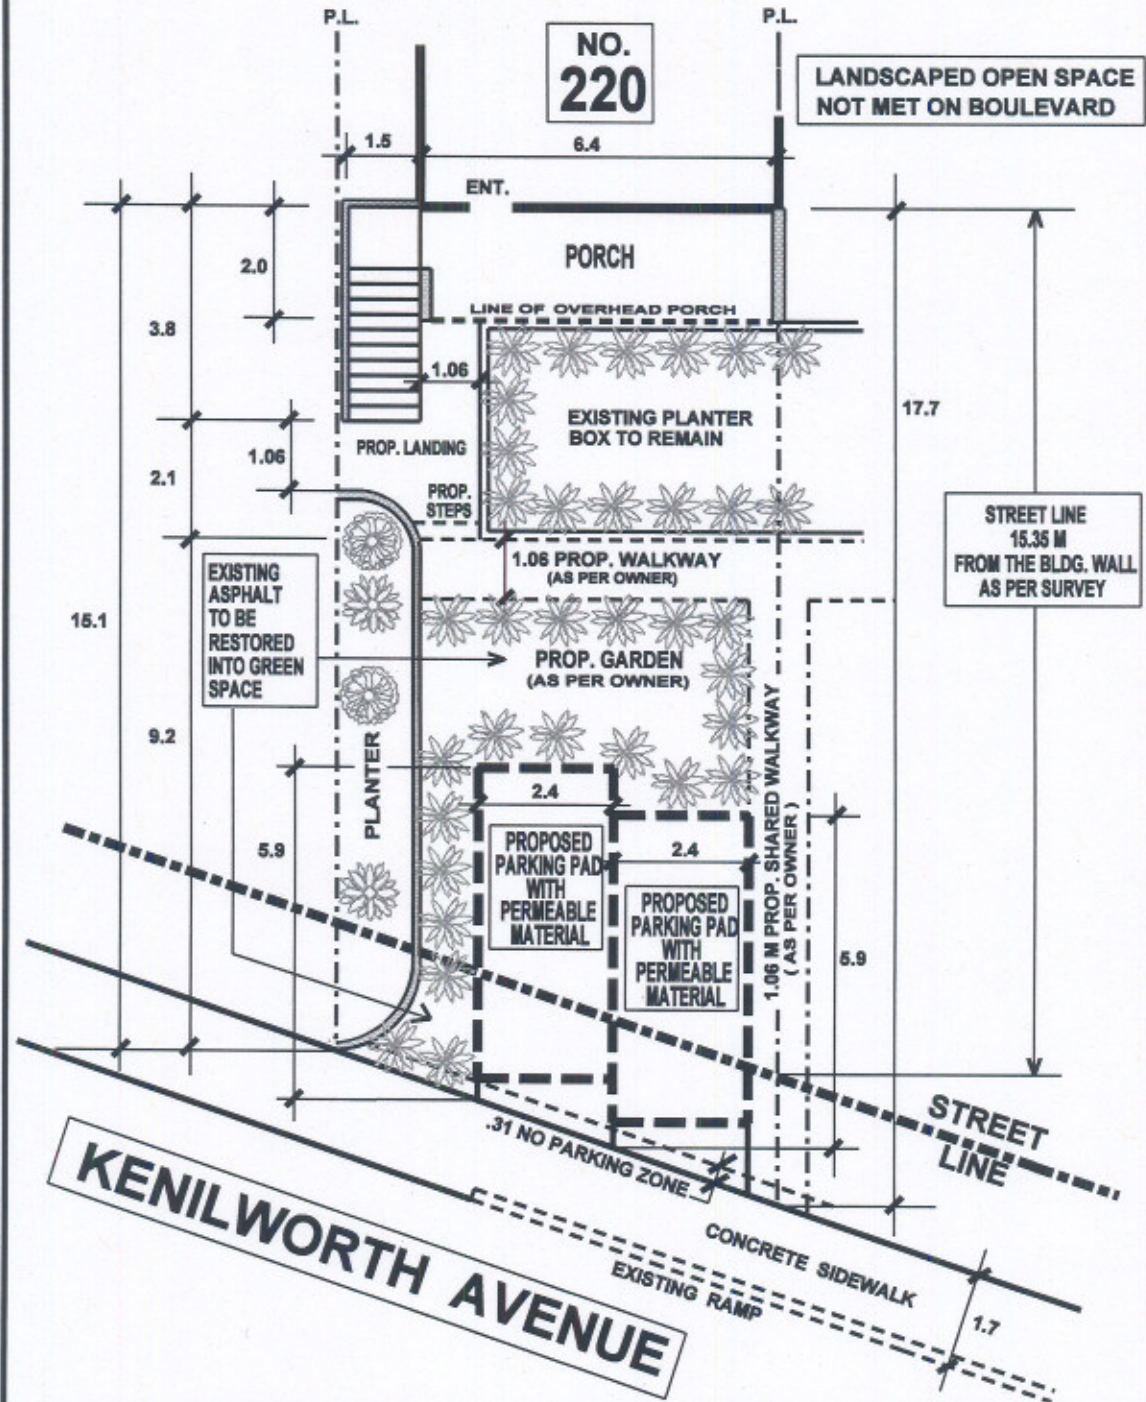 P.L.
P.L.
NO.
220
LANDSCAPED OPEN SPACE
NOT MET ON BOULEVARD
1.5
6.4
ENT.
PORCH
2.0
3.8
LINE OF OVERHEAD PORCH
1.06
17.7
EXISTING PLANTER
BOX TO REMAIN
PROP. LANDING
1.06
2.1
PROP.
STEPS
STREET LINE
15.35 M
FROM THE BLDG. WALL
AS PER SURVEY
1.06 PROP. WALKWAY
(AS PER OWNER)
EXISTING
ASPHALT
TO BE
RESTORED
INTO GREEN
SPACE
15.1
PROP. GARDEN
(AS PER OWNER)
9.2
PLANTER
1.06 M PROP. SHARED WALKWAY
( AS PER OWNER )
2.4
5.9
PROPOSED
PARKING PAD
WITH
PERMEABLE
MATERIAL
2.4
PROPOSED
PARKING PAD
WITH
PERMEABLE
MATERIAL
5.9
STREET
LINE
.31 NO PARKING ZONE
KENILWORTH AVENUE
CONCRETE SIDEWALK
EXISTING RAMP
1.7